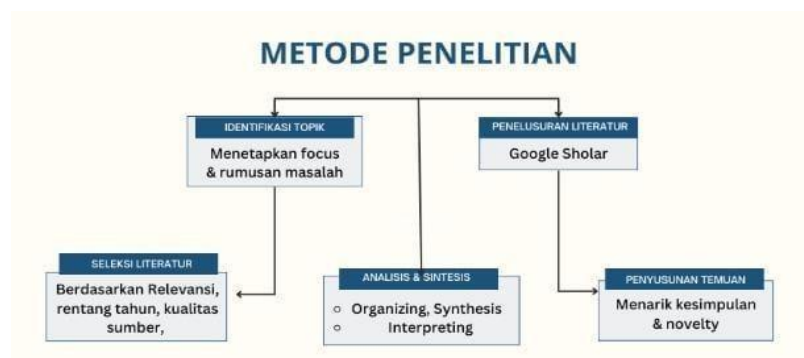 METODE PENELITIAN
IDENTIFIKASI TOPIK
Menetapkan focus
& rumusan masalah
PENELUSURAN LITERATUR
Google Sholar
SELEKSI LITERATUR
Berdasarkan Relevansi,
rentang tahun, kualitas
sumber,
ANALISIS & SINTESIS
Organizing, Synthesis
Interpreting
PENYUSUNAN TEMUAN
Menarik kesimpulan
& novelty